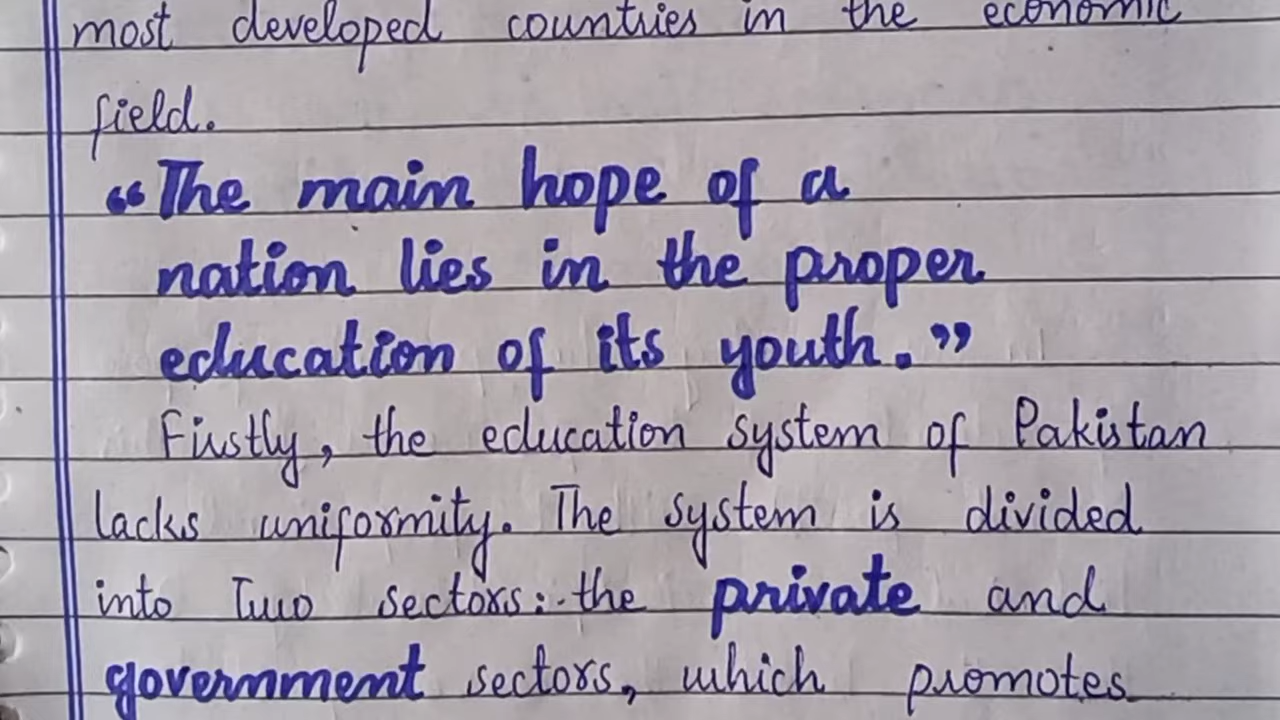 most developed countries in the economic
field.
“The main hope of a
nation lies in the proper
education of its youth.”
Firstly, the education system of Pakistan
lacks uniformity. The system is divided
into Two sectors:- the private and
government sectors, which promotes